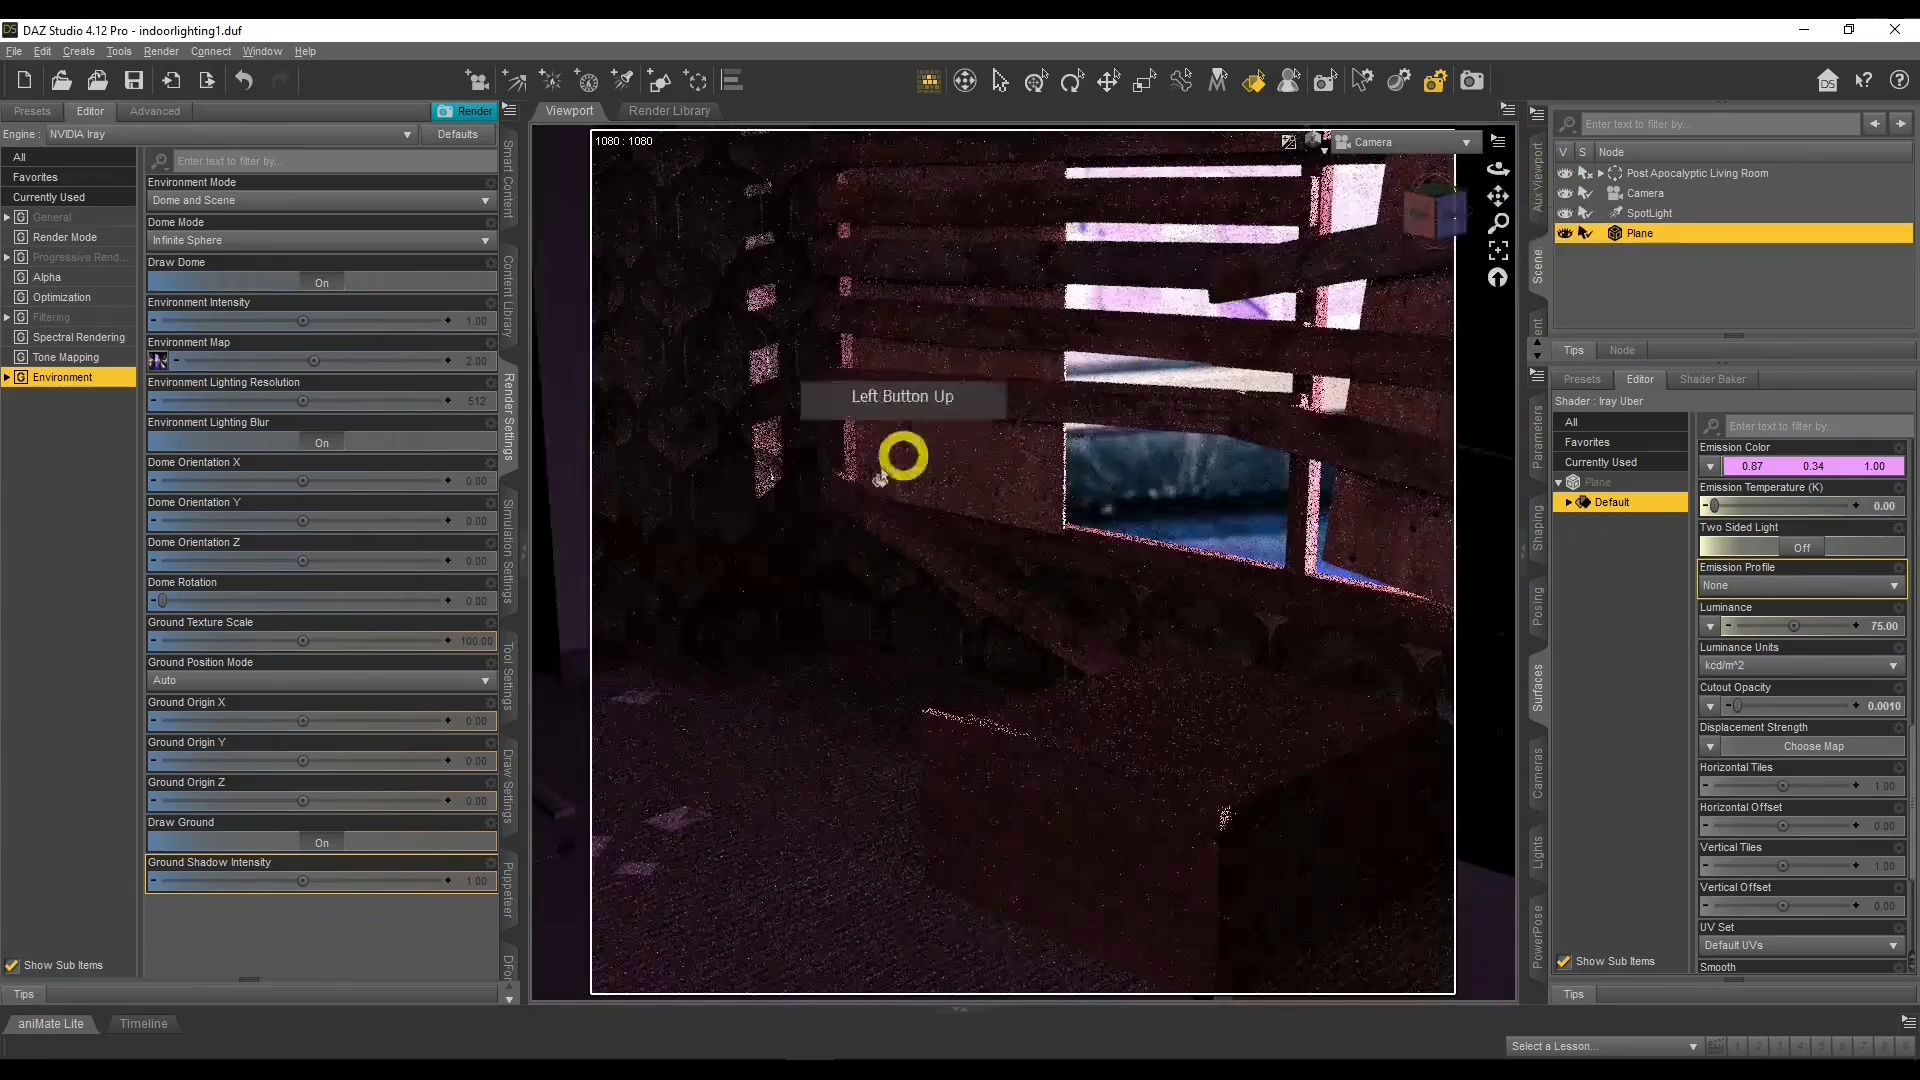 DAZ Studio 4.12 Pro - indoorlighting1.duf
File Edit Create Tools Render Connect Window Help
Presets Editor Advanced Render
Engine : NVIDIA Iray Defaults
All
Favorites
Currently Used
General
Render Mode
Progressive Rend...
Alpha
Optimization
Filtering
Spectral Rendering
Tone Mapping
Environment
Show Sub Items
Tips
Enter text to filter by...
Environment Mode
Dome and Scene
Dome Mode
Infinite Sphere
Draw Dome
On
Environment Intensity
1.00
Environment Map
2.00
Environment Lighting Resolution
512
Environment Lighting Blur
On
Dome Orientation X
0.00
Dome Orientation Y
0.00
Dome Orientation Z
0.00
Dome Rotation
0.00
Ground Texture Scale
100.00
Ground Position Mode
Auto
Ground Origin X
0.00
Ground Origin Y
0.00
Ground Origin Z
0.00
Draw Ground
On
Ground Shadow Intensity
1.00
Smart Content
Content Library
Render Settings
Simulation Settings
Tool Settings
Draw Settings
Puppeteer
DFor
Viewport Render Library
1080 : 1080
Camera
Left Button Up
Aux Viewport
Scene
Parameters
Shaping
Posing
Surfaces
Cameras
Lights
PowerPose
Enter text to filter by...
V S Node
Post Apocalyptic Living Room
Camera
SpotLight
Plane
Tips Node
Presets Editor Shader Baker
Shader : Iray Uber
All
Favorites
Currently Used
Plane
Default
Show Sub Items
Tips
Enter text to filter by...
Emission Color
0.87 0.34 1.00
Emission Temperature (K)
0.00
Two Sided Light
Off
Emission Profile
None
Luminance
75.00
Luminance Units
kcd/m^2
Cutout Opacity
0.0010
Displacement Strength
Choose Map
Horizontal Tiles
1.00
Horizontal Offset
0.00
Vertical Tiles
1.00
Vertical Offset
0.00
UV Set
Default UVs
Smooth
aniMate Lite Timeline
Select a Lesson... 1 2 3 4 5 6 7 8 9